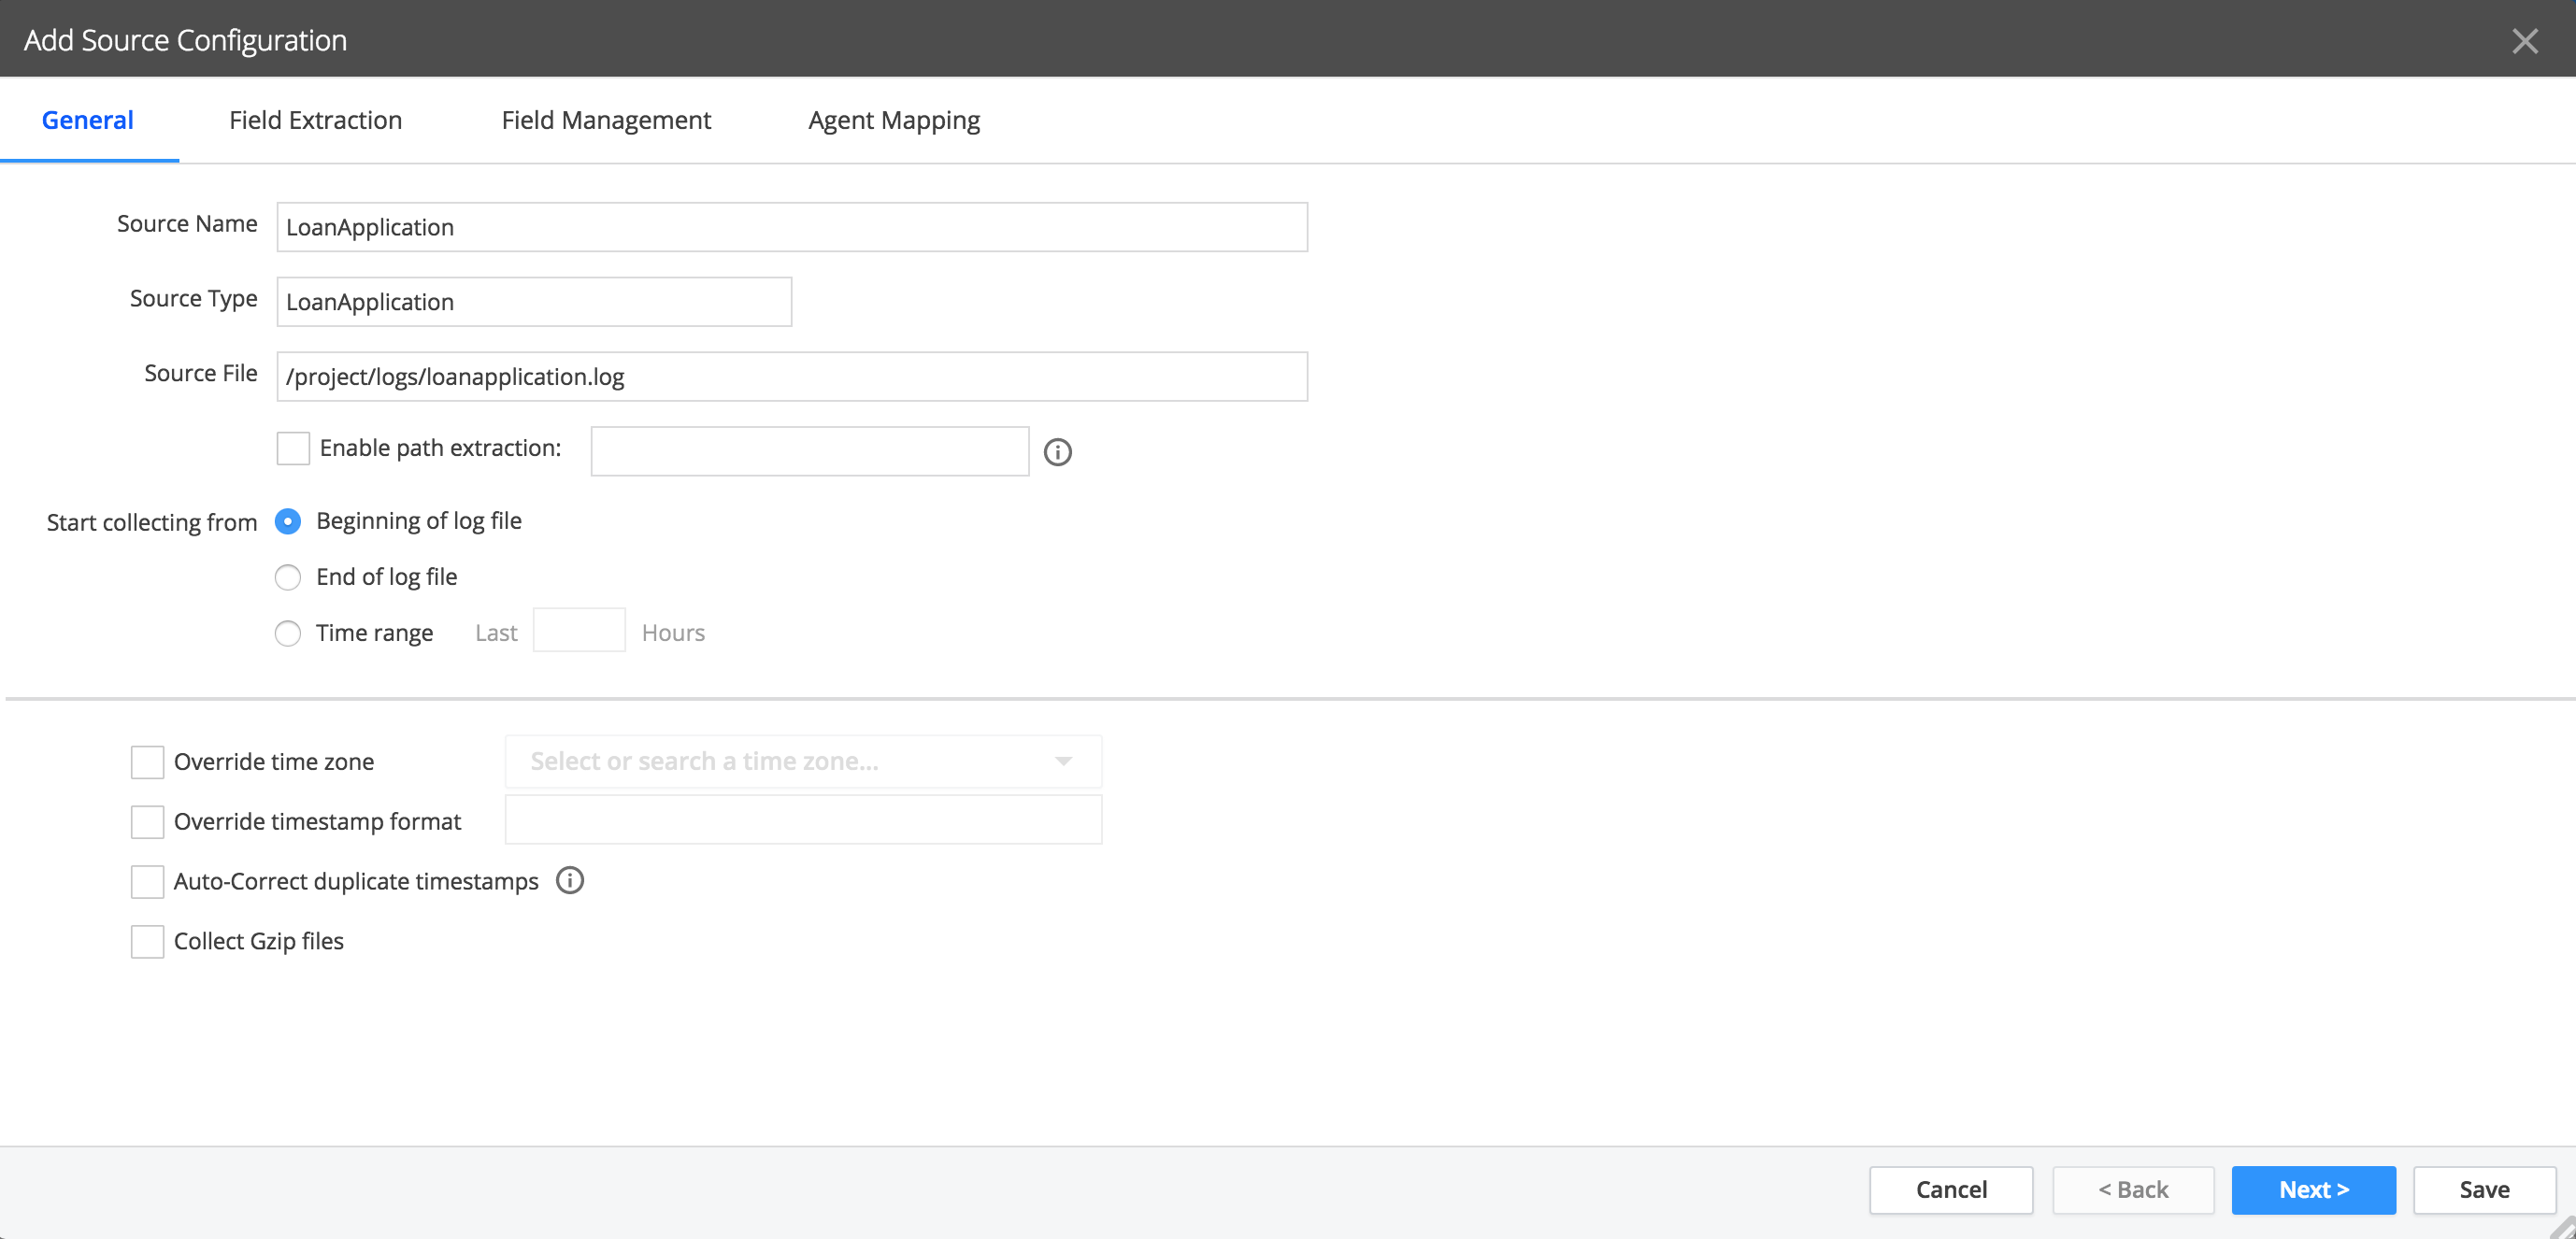 Add Source Configuration
General Field Extraction Field Management Agent Mapping
Source Name LoanApplication
Source Type LoanApplication
Source File /project/logs/loanapplication.log
Enable path extraction:
Start collecting from Beginning of log file
End of log file
Time range Last Hours
Override time zone Select or search a time zone...
Override timestamp format
Auto-Correct duplicate timestamps
Collect Gzip files
Cancel < Back Next > Save